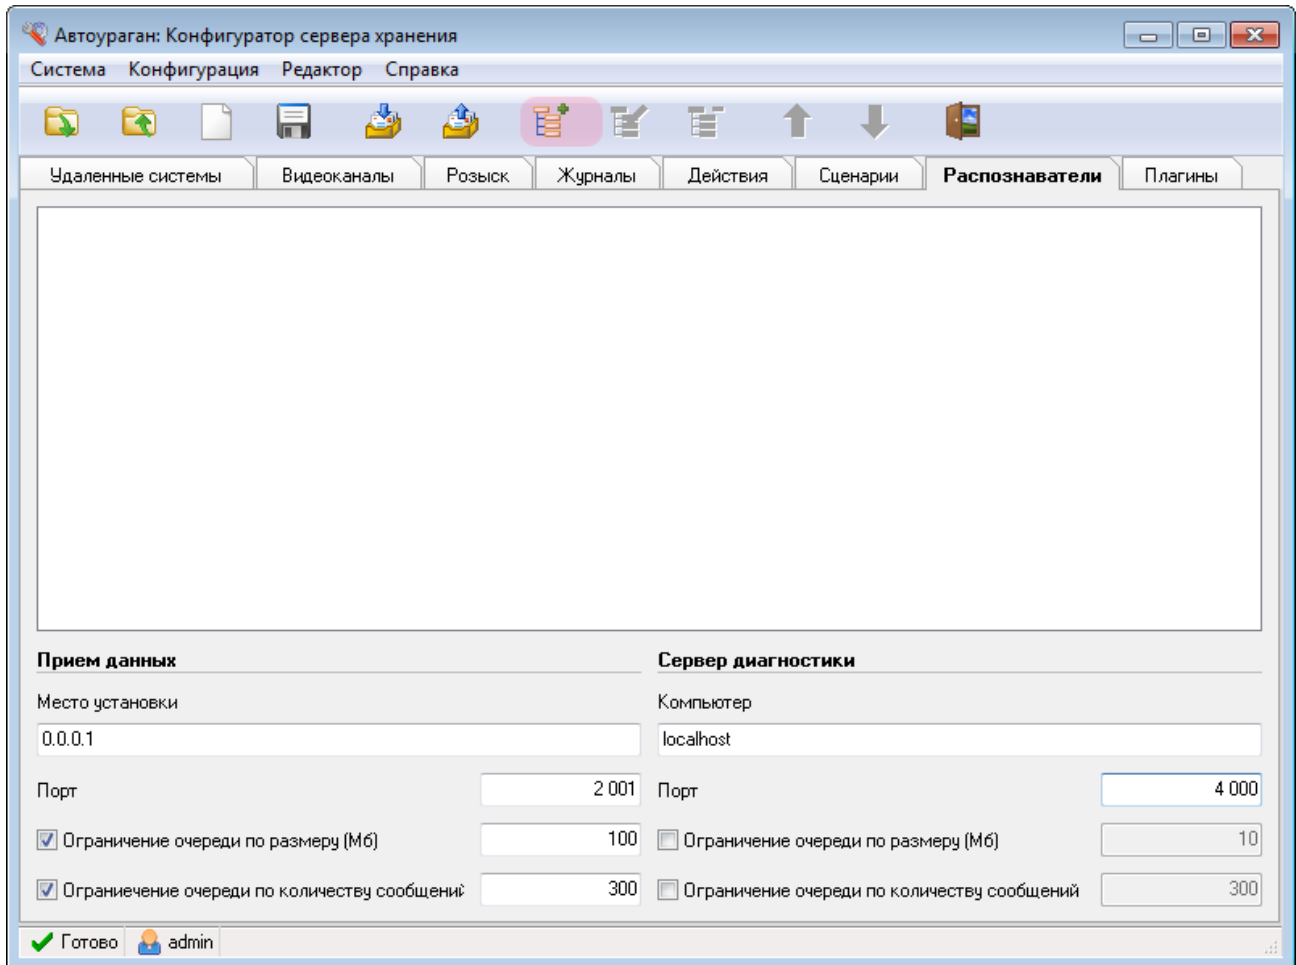 Автоураган: Конфигуратор сервера хранения
Система Конфигурация Редактор Справка
Удаленные системы Видеоканалы Розыск Журналы Действия Сценарии Распознаватели Плагины
Прием данных Сервер диагностики
Место установки Компьютер
0.0.0.1 localhost
Порт 2 001 Порт 4 000
Ограничение очереди по размеру (Мб) 100 Ограничение очереди по размеру (Мб) 10
Ограниечение очереди по количеству сообщений 300 Ограничение очереди по количеству сообщений 300
Готово admin